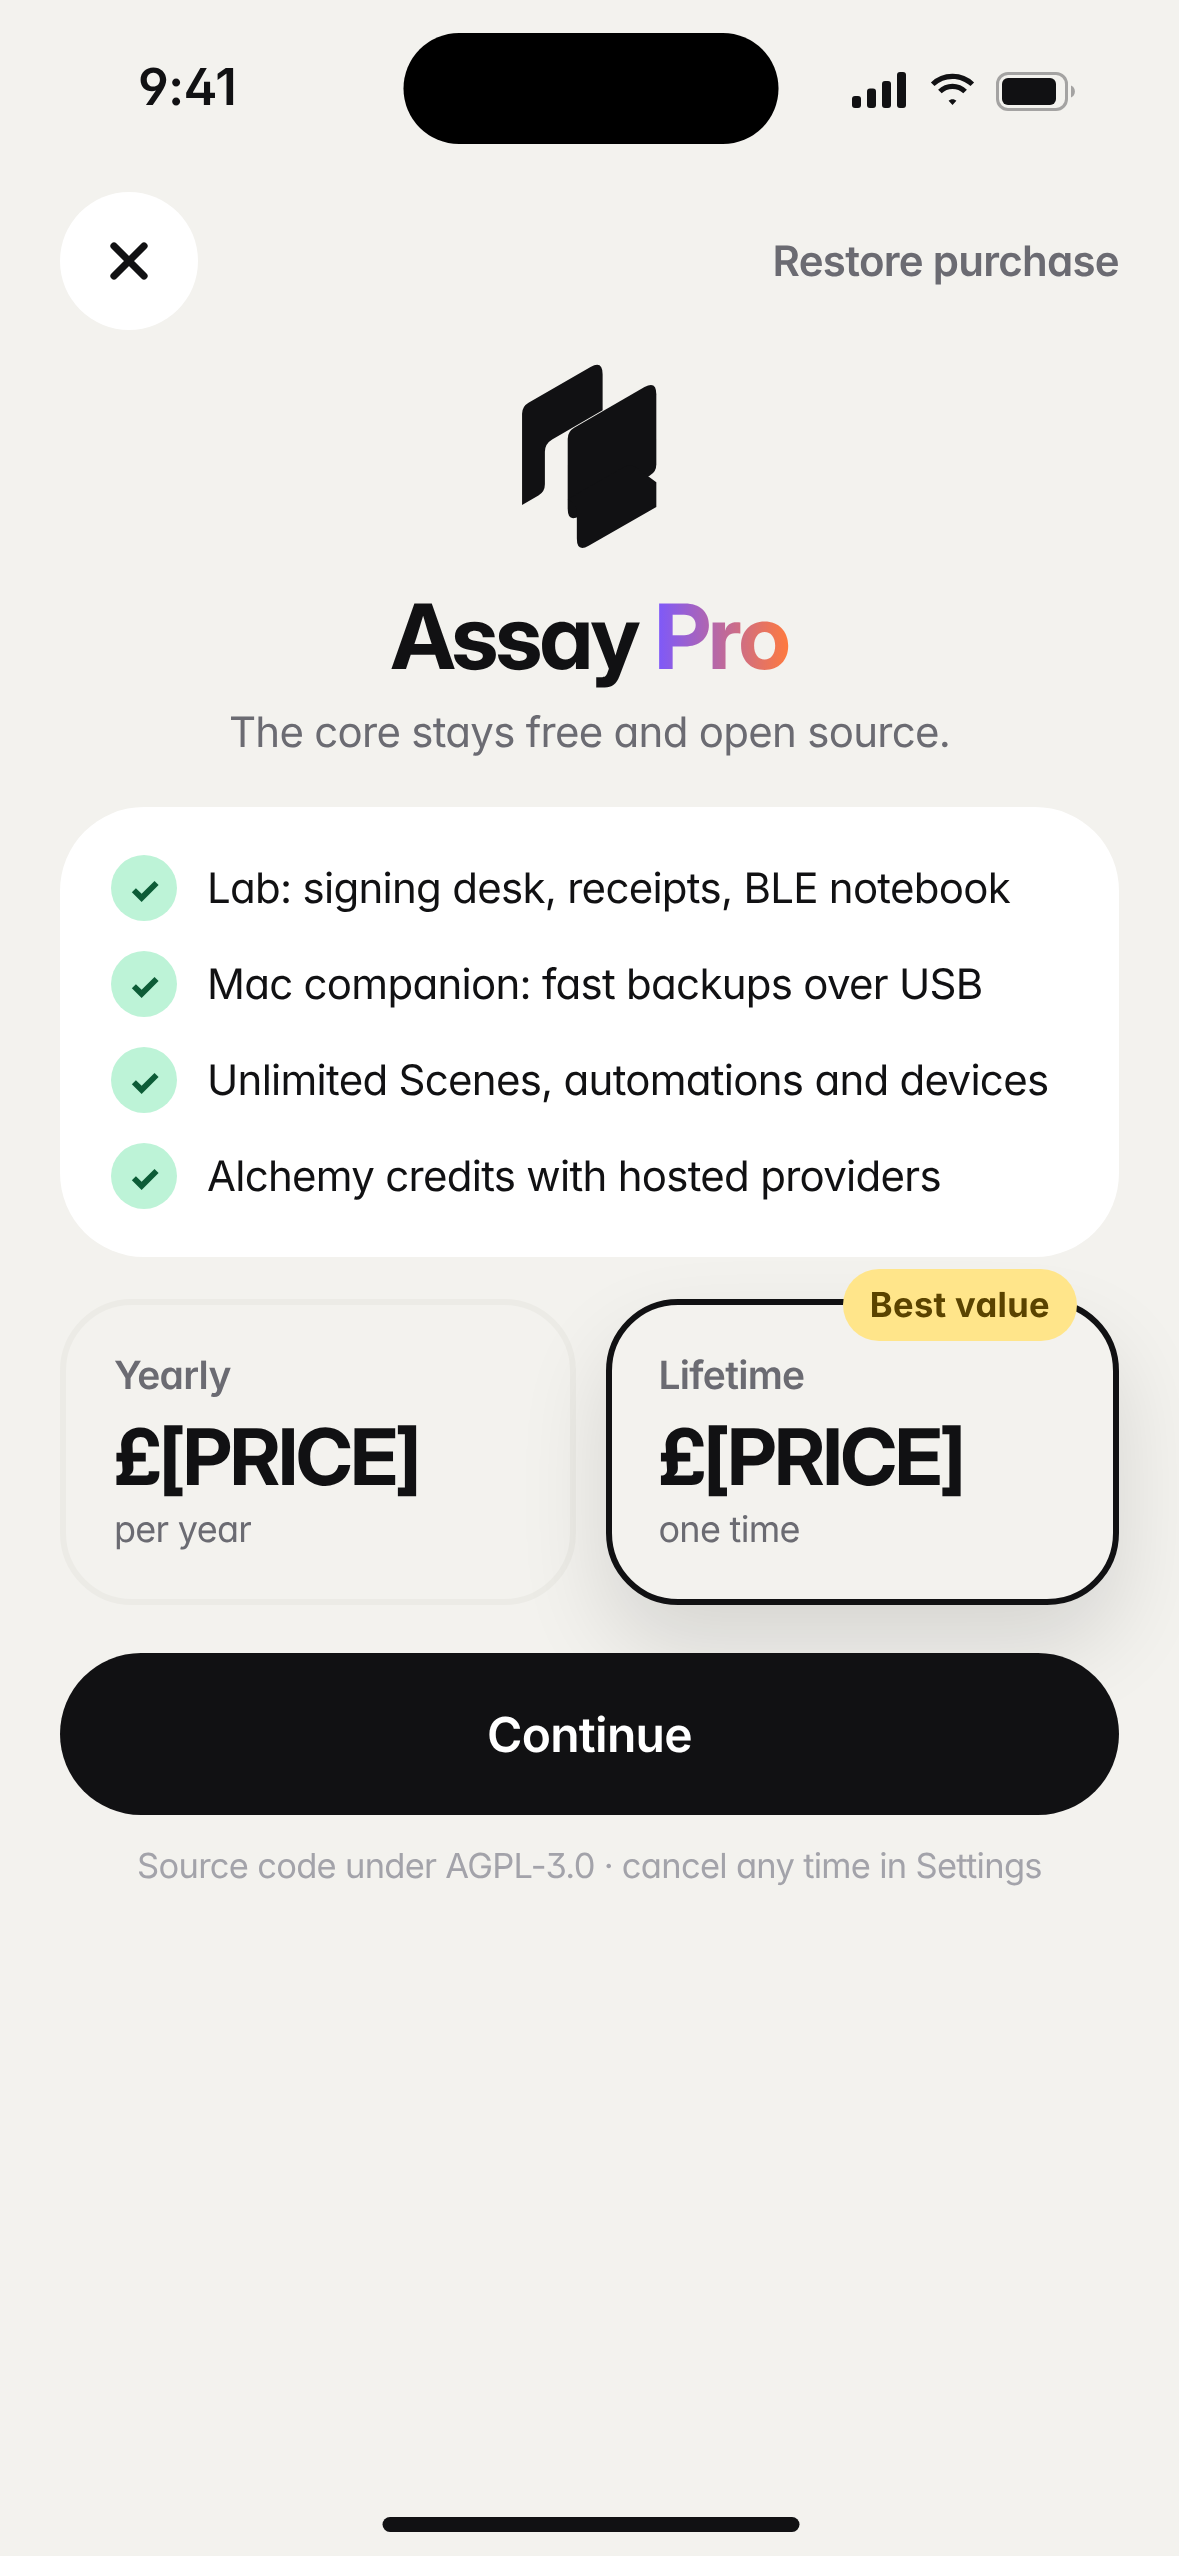 9:41
Restore purchase
Assay Pro
The core stays free and open source.
Lab: signing desk, receipts, BLE notebook
Mac companion: fast backups over USB
Unlimited Scenes, automations and devices
Alchemy credits with hosted providers
Best value
Yearly
£[PRICE]
per year
Lifetime
£[PRICE]
one time
Continue
Source code under AGPL-3.0 · cancel any time in Settings